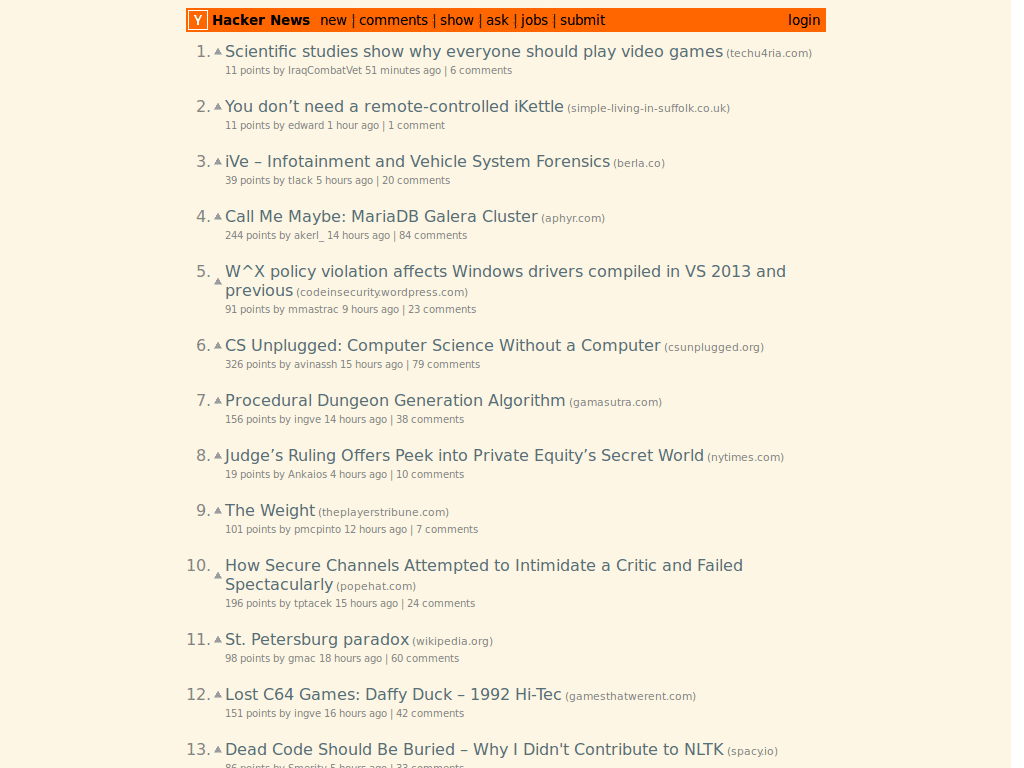 Y Hacker News new | comments | show | ask | jobs | submit login
1. Scientific studies show why everyone should play video games (techu4ria.com)
11 points by IraqCombatVet 51 minutes ago | 6 comments
2. You don’t need a remote-controlled iKettle (simple-living-in-suffolk.co.uk)
11 points by edward 1 hour ago | 1 comment
3. iVe – Infotainment and Vehicle System Forensics (berla.co)
39 points by tlack 5 hours ago | 20 comments
4. Call Me Maybe: MariaDB Galera Cluster (aphyr.com)
244 points by akerl_ 14 hours ago | 84 comments
5. W^X policy violation affects Windows drivers compiled in VS 2013 and
previous (codeinsecurity.wordpress.com)
91 points by mmastrac 9 hours ago | 23 comments
6. CS Unplugged: Computer Science Without a Computer (csunplugged.org)
326 points by avinassh 15 hours ago | 79 comments
7. Procedural Dungeon Generation Algorithm (gamasutra.com)
156 points by ingve 14 hours ago | 38 comments
8. Judge’s Ruling Offers Peek into Private Equity’s Secret World (nytimes.com)
19 points by Ankaios 4 hours ago | 10 comments
9. The Weight (theplayerstribune.com)
101 points by pmcpinto 12 hours ago | 7 comments
10. How Secure Channels Attempted to Intimidate a Critic and Failed
Spectacularly (popehat.com)
196 points by tptacek 15 hours ago | 24 comments
11. St. Petersburg paradox (wikipedia.org)
98 points by gmac 18 hours ago | 60 comments
12. Lost C64 Games: Daffy Duck – 1992 Hi-Tec (gamesthatwerent.com)
151 points by ingve 16 hours ago | 42 comments
13. Dead Code Should Be Buried – Why I Didn't Contribute to NLTK (spacy.io)
86 points by Smerity 5 hours ago | 33 comments